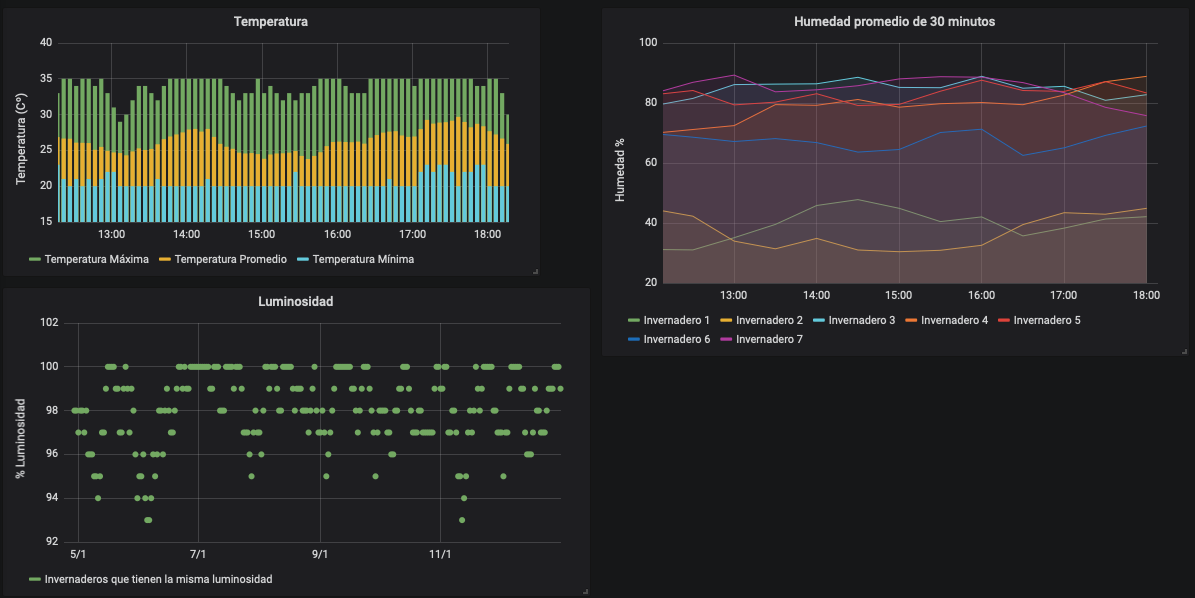 Temperatura
40
35
30
25
20
15
Temperatura (Cº)
13:00 14:00 15:00 16:00 17:00 18:00
Temperatura Máxima Temperatura Promedio Temperatura Mínima
Humedad promedio de 30 minutos
100
80
60
40
20
Humedad %
13:00 14:00 15:00 16:00 17:00 18:00
Invernadero 1 Invernadero 2 Invernadero 3 Invernadero 4 Invernadero 5
Invernadero 6 Invernadero 7
Luminosidad
102
100
98
96
94
92
% Luminosidad
5/1 7/1 9/1 11/1
Invernaderos que tienen la misma luminosidad